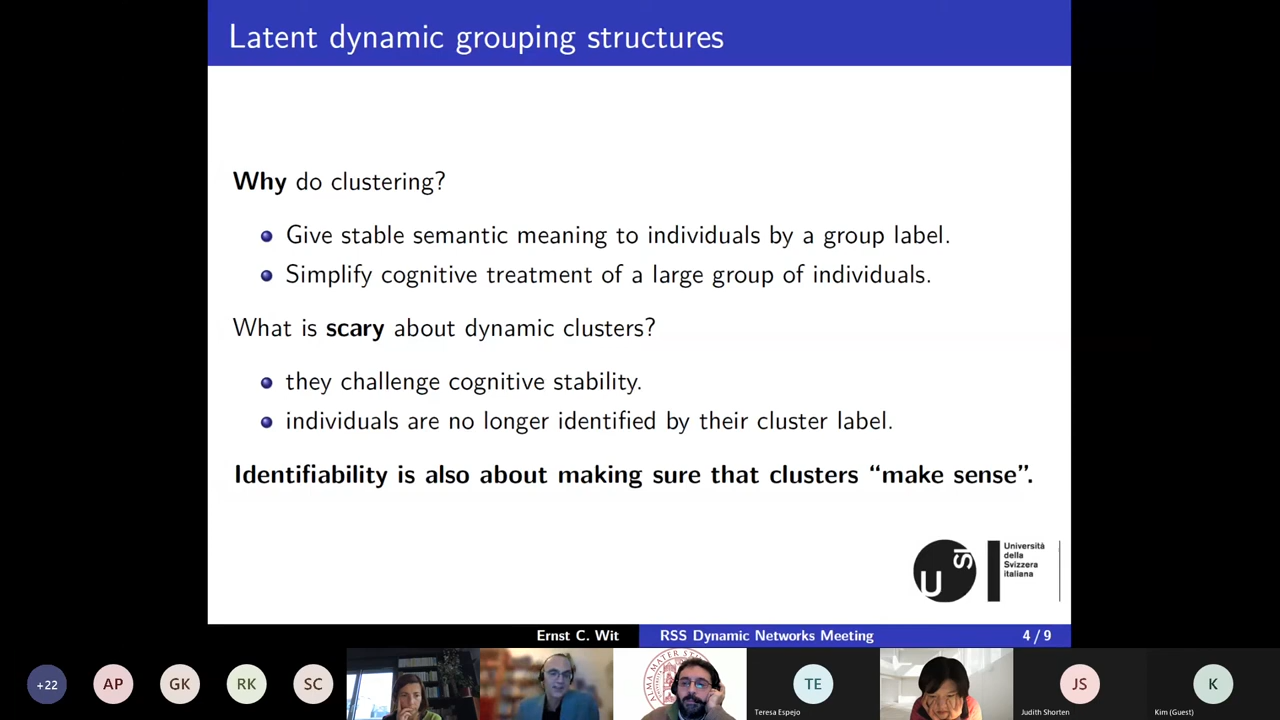 Latent dynamic grouping structures
Why do clustering?
Give stable semantic meaning to individuals by a group label.
Simplify cognitive treatment of a large group of individuals.
What is scary about dynamic clusters?
they challenge cognitive stability.
individuals are no longer identified by their cluster label.
Identifiability is also about making sure that clusters “make sense”.
U SI
Università
della
Svizzera
italiana
Ernst C. Wit RSS Dynamic Networks Meeting 4 / 9
+22 AP GK RK SC TE JS K
ALMA MATER
Teresa Espejo Judith Shorten Kim (Guest)